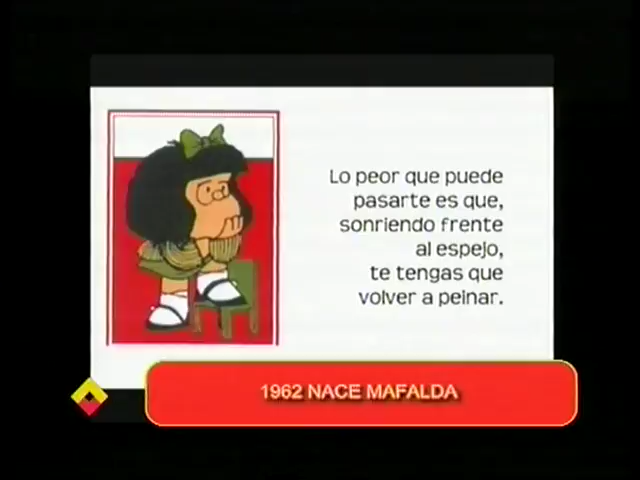 Lo peor que puede
pasarte es que,
sonriendo frente
al espejo,
te tengas que
volver a peinar.
1962 NACE MAFALDA